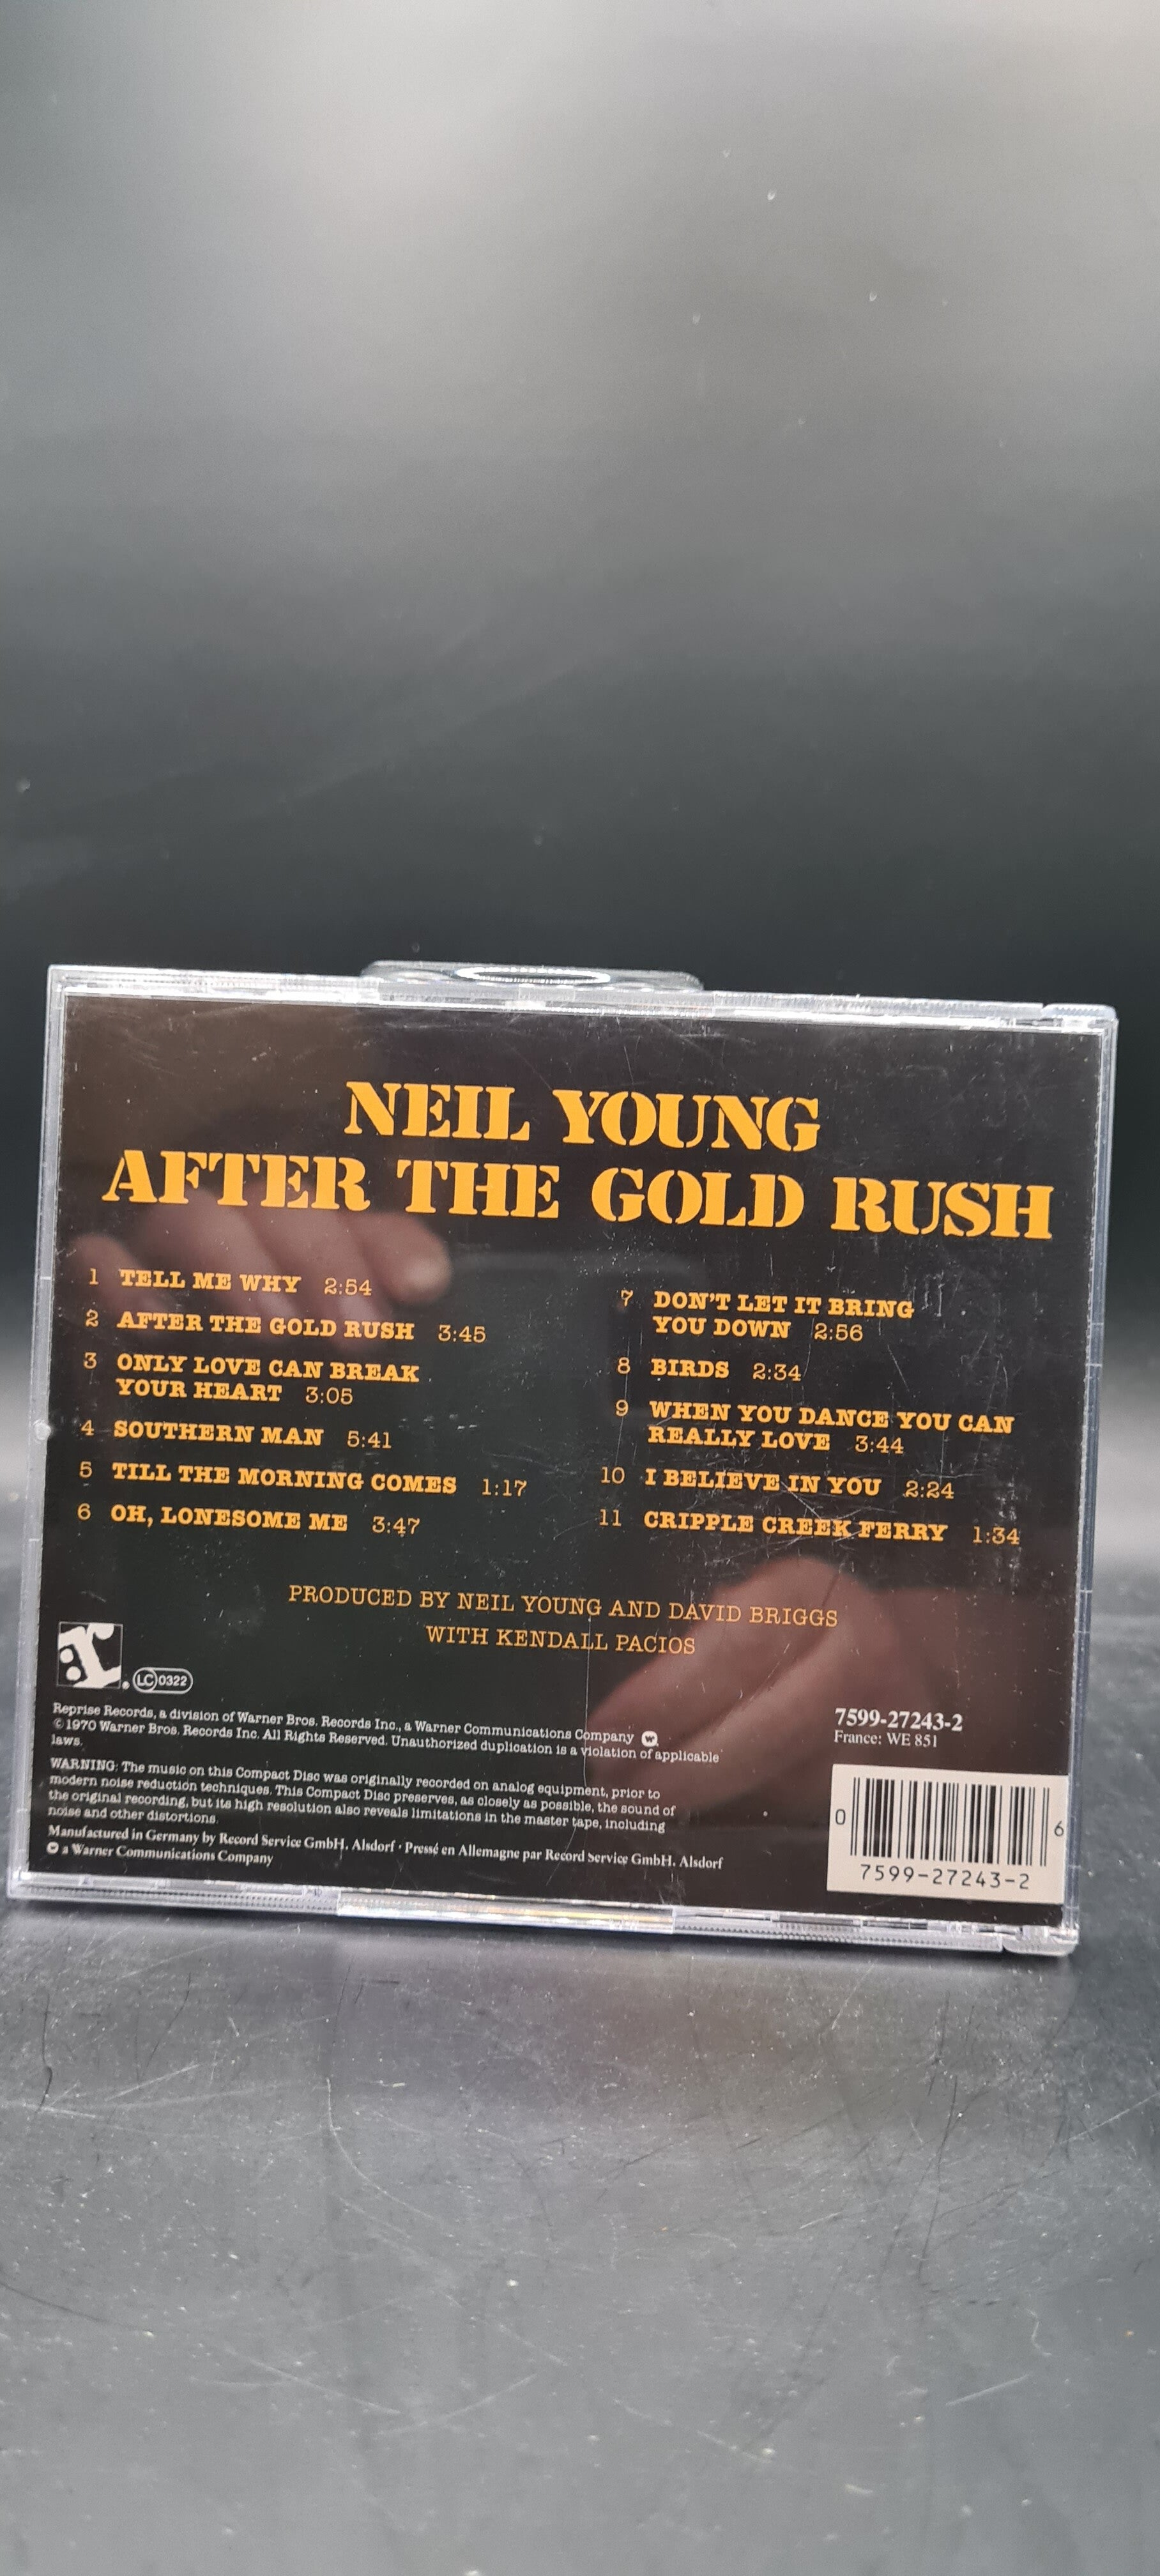 NEIL YOUNG
AFTER THE GOLD RUSH
1 TELL ME WHY 2:54
2 AFTER THE GOLD RUSH 3:45
3 ONLY LOVE CAN BREAK
YOUR HEART 3:05
4 SOUTHERN MAN 5:41
5 TILL THE MORNING COMES 1:17
6 OH, LONESOME ME 3:47
7 DON'T LET IT BRING
YOU DOWN 2:56
8 BIRDS 2:34
9 WHEN YOU DANCE YOU CAN
REALLY LOVE 3:44
10 I BELIEVE IN YOU 2:24
11 CRIPPLE CREEK FERRY 1:34
PRODUCED BY NEIL YOUNG AND DAVID BRIGGS
WITH KENDALL PACIOS
r: ® LC 0322
Reprise Records, a division of Warner Bros. Records Inc., a Warner Communications Company
©1970 Warner Bros. Records Inc. All Rights Reserved. Unauthorized duplication is a violation of applicable
laws.
WARNING: The music on this Compact Disc was originally recorded on analog equipment, prior to
modern noise reduction techniques. This Compact Disc preserves, as closely as possible, the sound of
the original recording, but its high resolution also reveals limitations in the master tape, including
noise and other distortions.
Manufactured in Germany by Record Service GmbH, Alsdorf · Pressé en Allemagne par Record Service GmbH, Alsdorf
a Warner Communications Company
7599-27243-2
France: WE 851
0 6
7599-27243-2